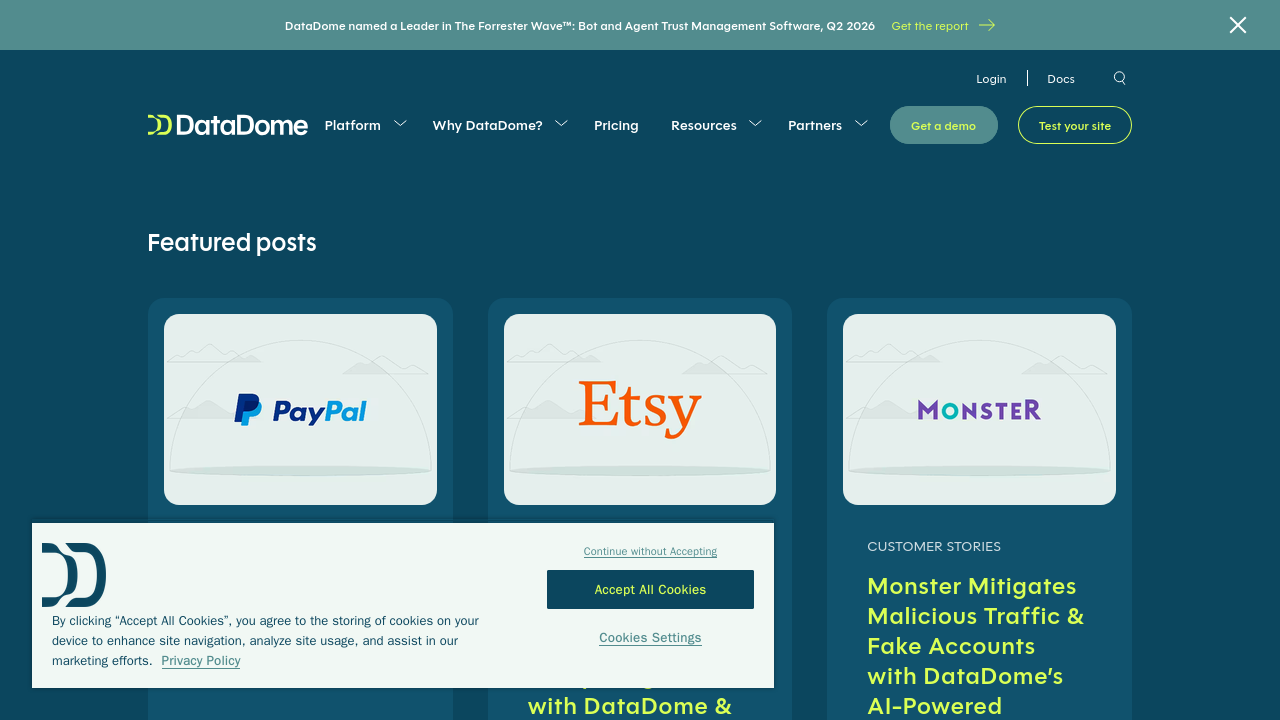 DataDome named a Leader in The Forrester Wave™: Bot and Agent Trust Management Software, Q2 2026 Get the report
Login Docs
DataDome Platform Why DataDome? Pricing Resources Partners Get a demo Test your site
Featured posts
PayPal
Etsy
MONSTER
CUSTOMER STORIES
Monster Mitigates
Malicious Traffic &
Fake Accounts
with DataDome’s
AI-Powered
with DataDome &
Continue without Accepting
Accept All Cookies
Cookies Settings
By clicking “Accept All Cookies”, you agree to the storing of cookies on your
device to enhance site navigation, analyze site usage, and assist in our
marketing efforts. Privacy Policy